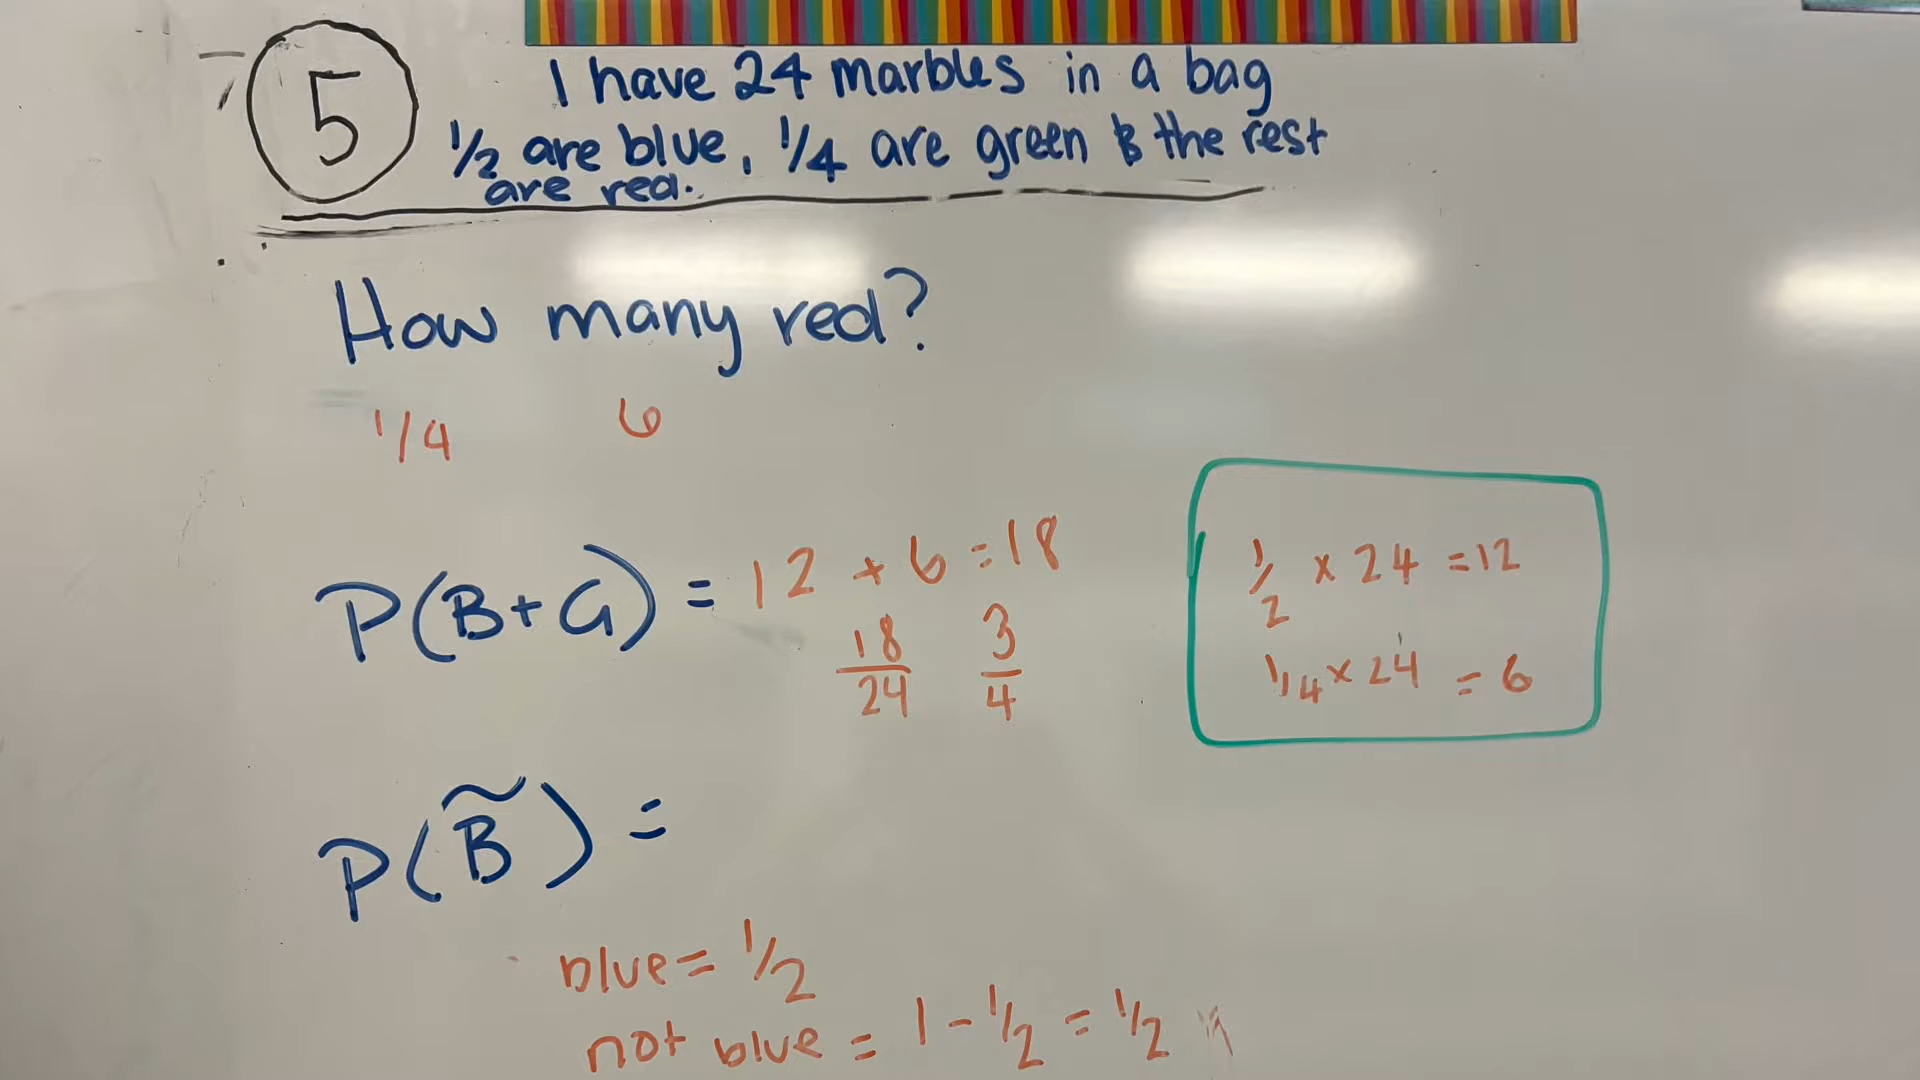 5
I have 24 marbles in a bag
1/2 are blue, 1/4 are green & the rest
are red.
How many red?
1/4 6
P(B+G) = 12 + 6 = 18
18/24 3/4
1/2 x 24 = 12
1/4 x 24 = 6
P(B̃) =
blue = 1/2
not blue = 1 - 1/2 = 1/2